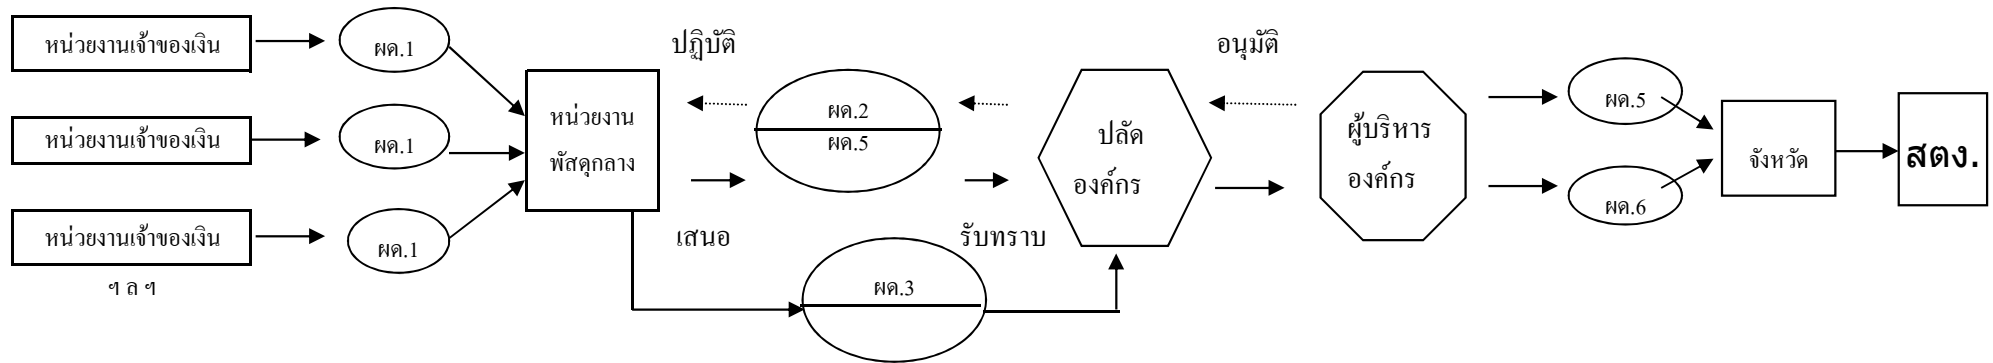 หน่วยงานเจ้าของเงิน
ผด.1
หน่วยงานเจ้าของเงิน
ผด.1
หน่วยงานเจ้าของเงิน
ผด.1
ฯ ล ฯ
หน่วยงาน
พัสดุกลาง
ปฏิบัติ
ผด.2
ผด.5
เสนอ
ผด.3
รับทราบ
ปลัด
องค์กร
อนุมัติ
ผู้บริหาร
องค์กร
ผด.5
ผด.6
จังหวัด
สตง.